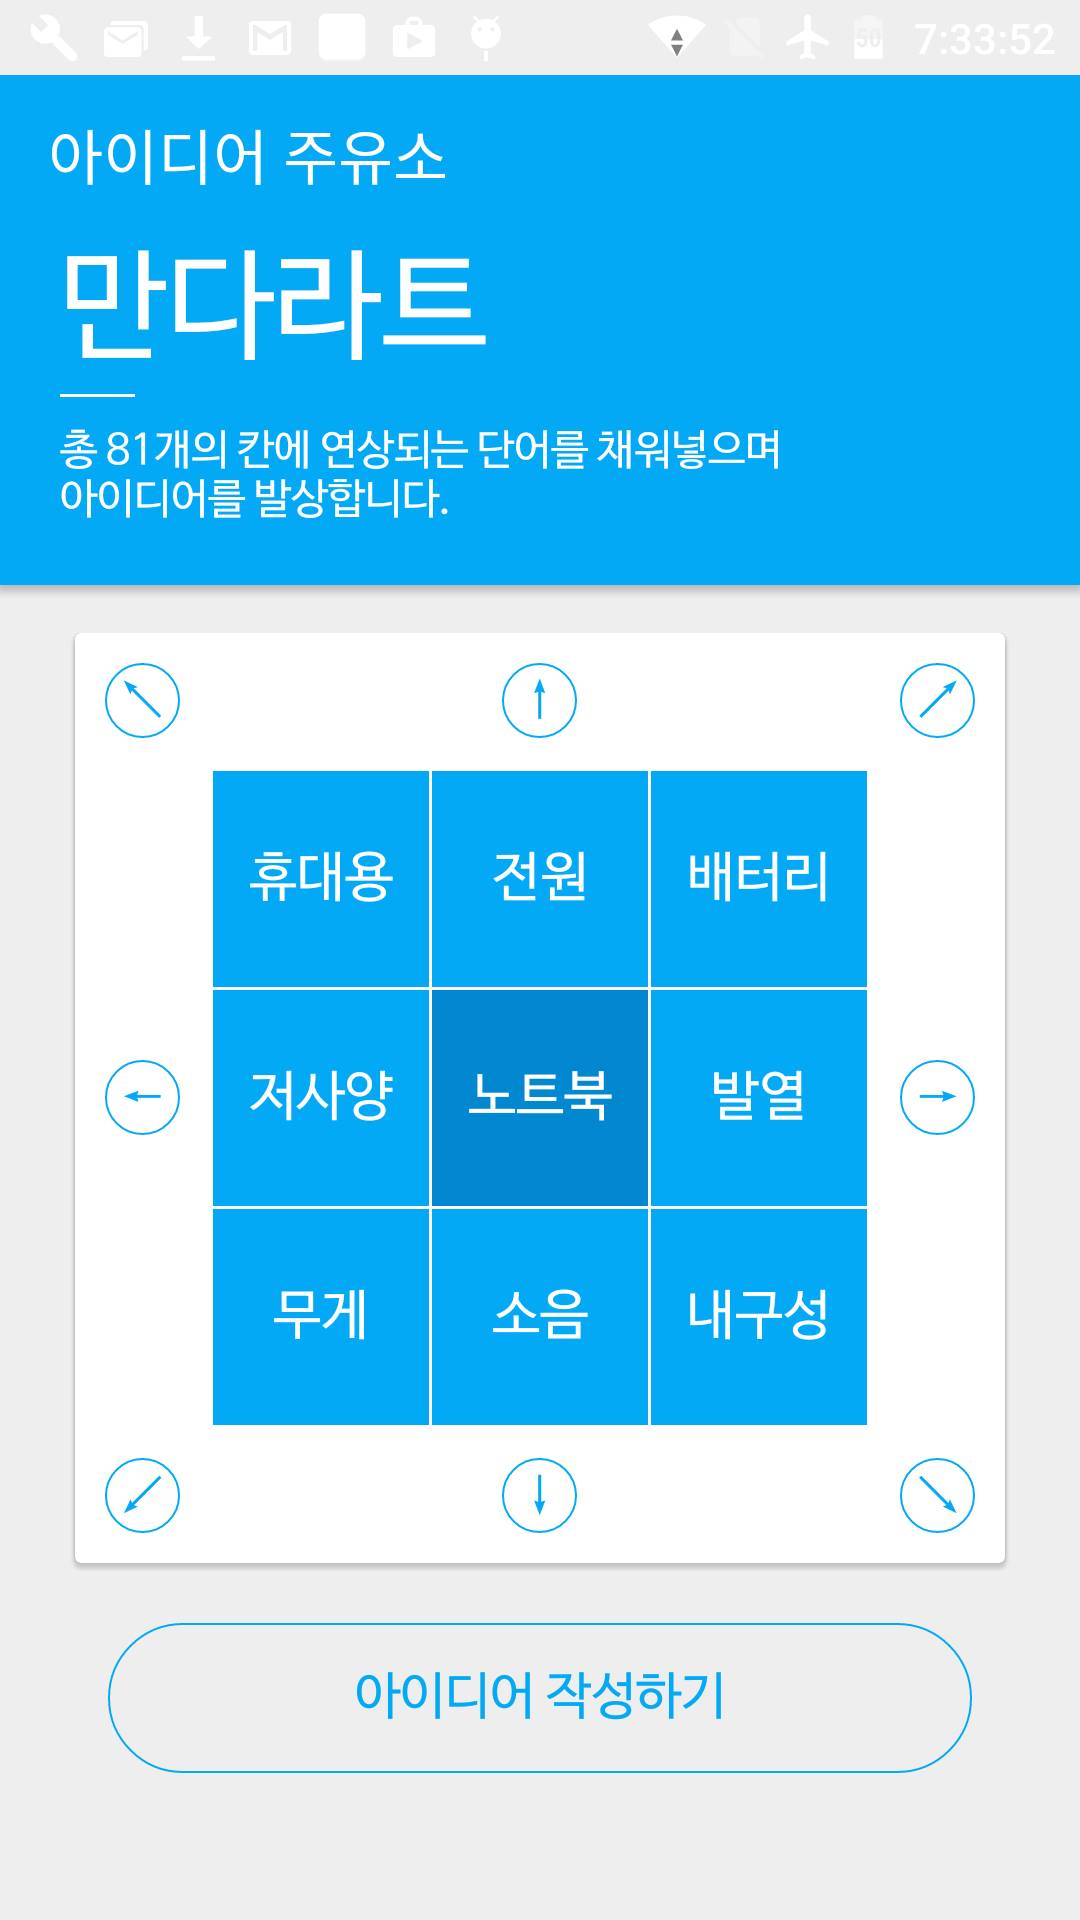 50 7:33:52
아이디어 주유소
만다라트
총 81개의 칸에 연상되는 단어를 채워넣으며
아이디어를 발상합니다.
휴대용 전원 배터리
저사양 노트북 발열
무게 소음 내구성
아이디어 작성하기